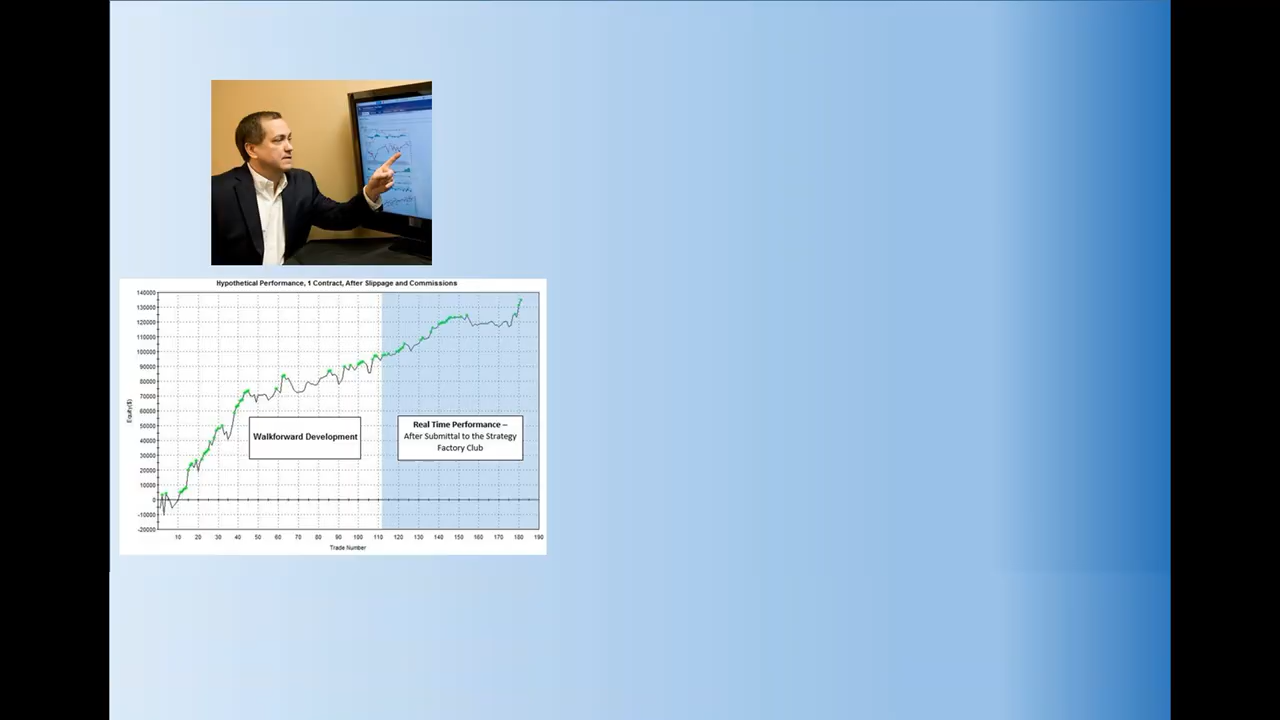 Hypothetical Performance, 1 Contract, After Slippage and Commissions
140000
130000
120000
110000
100000
90000
80000
70000
60000
50000
40000
30000
20000
10000
0
-10000
-20000
Equity($)
Walkforward Development
Real Time Performance –
After Submittal to the Strategy
Factory Club
10 20 30 40 50 60 70 80 90 100 110 120 130 140 150 160 170 180 190
Trade Number